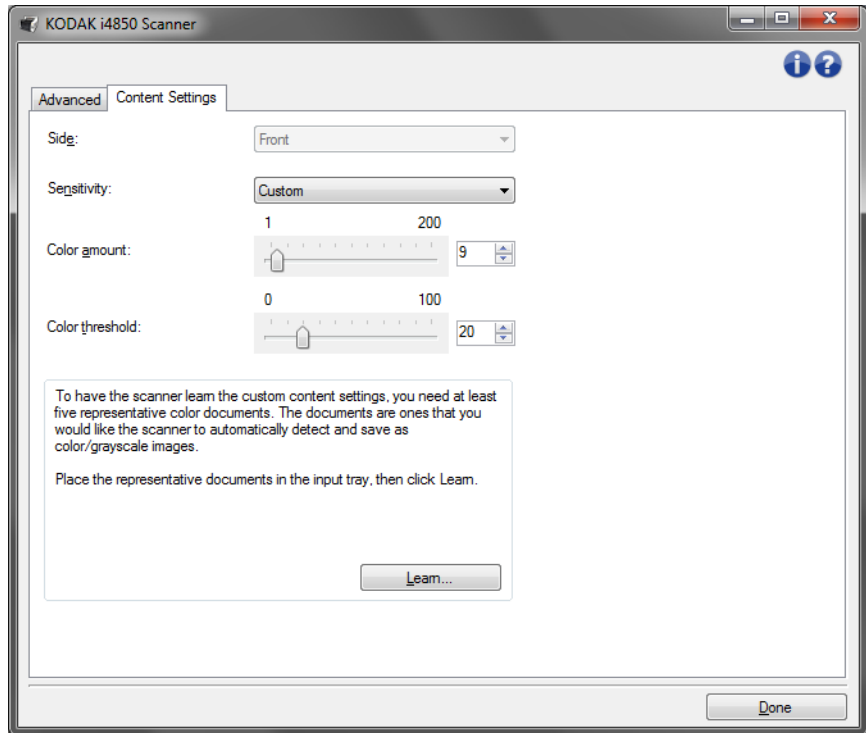 KODAK i4850 Scanner
Advanced
Content Settings
Side:
Front
Sensitivity:
Custom
1 200
Color amount:
9
0 100
Color threshold:
20
To have the scanner learn the custom content settings, you need at least
five representative color documents. The documents are ones that you
would like the scanner to automatically detect and save as
color/grayscale images.
Place the representative documents in the input tray, then click Learn.
Learn...
Done